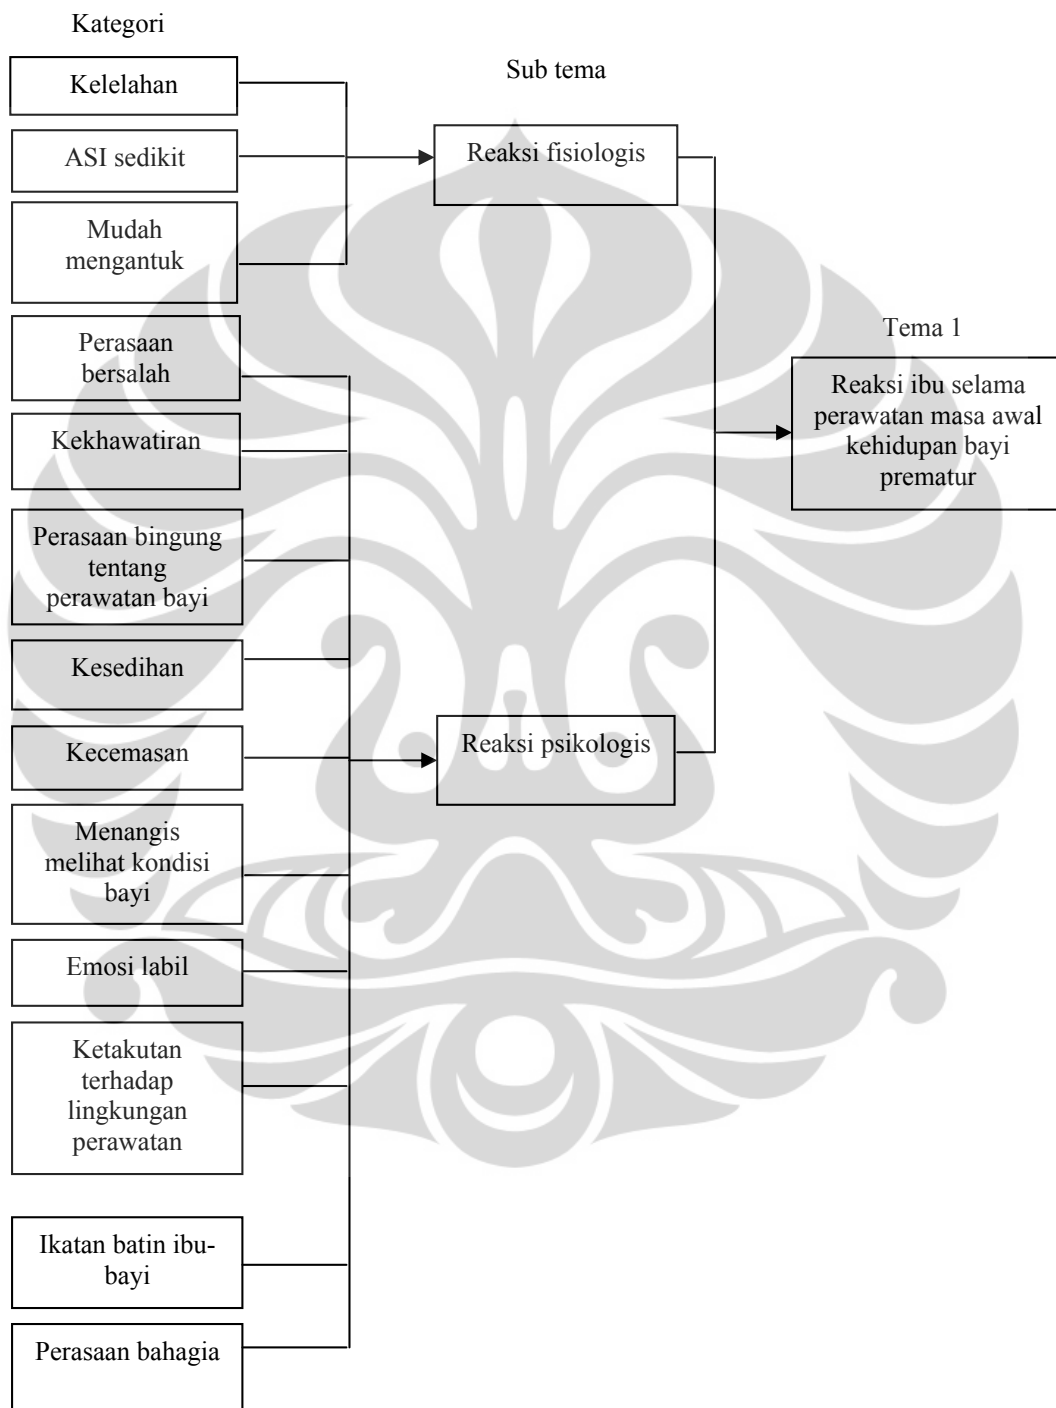 Kategori
Kelelahan
Sub tema
ASI sedikit
Reaksi fisiologis
Mudah
mengantuk
Perasaan
bersalah
Tema 1
Reaksi ibu selama
perawatan masa awal
kehidupan bayi
prematur
Kekhawatiran
Perasaan bingung
tentang
perawatan bayi
Kesedihan
Kecemasan
Reaksi psikologis
Menangis
melihat kondisi
bayi
Emosi labil
Ketakutan
terhadap
lingkungan
perawatan
Ikatan batin ibu-
bayi
Perasaan bahagia